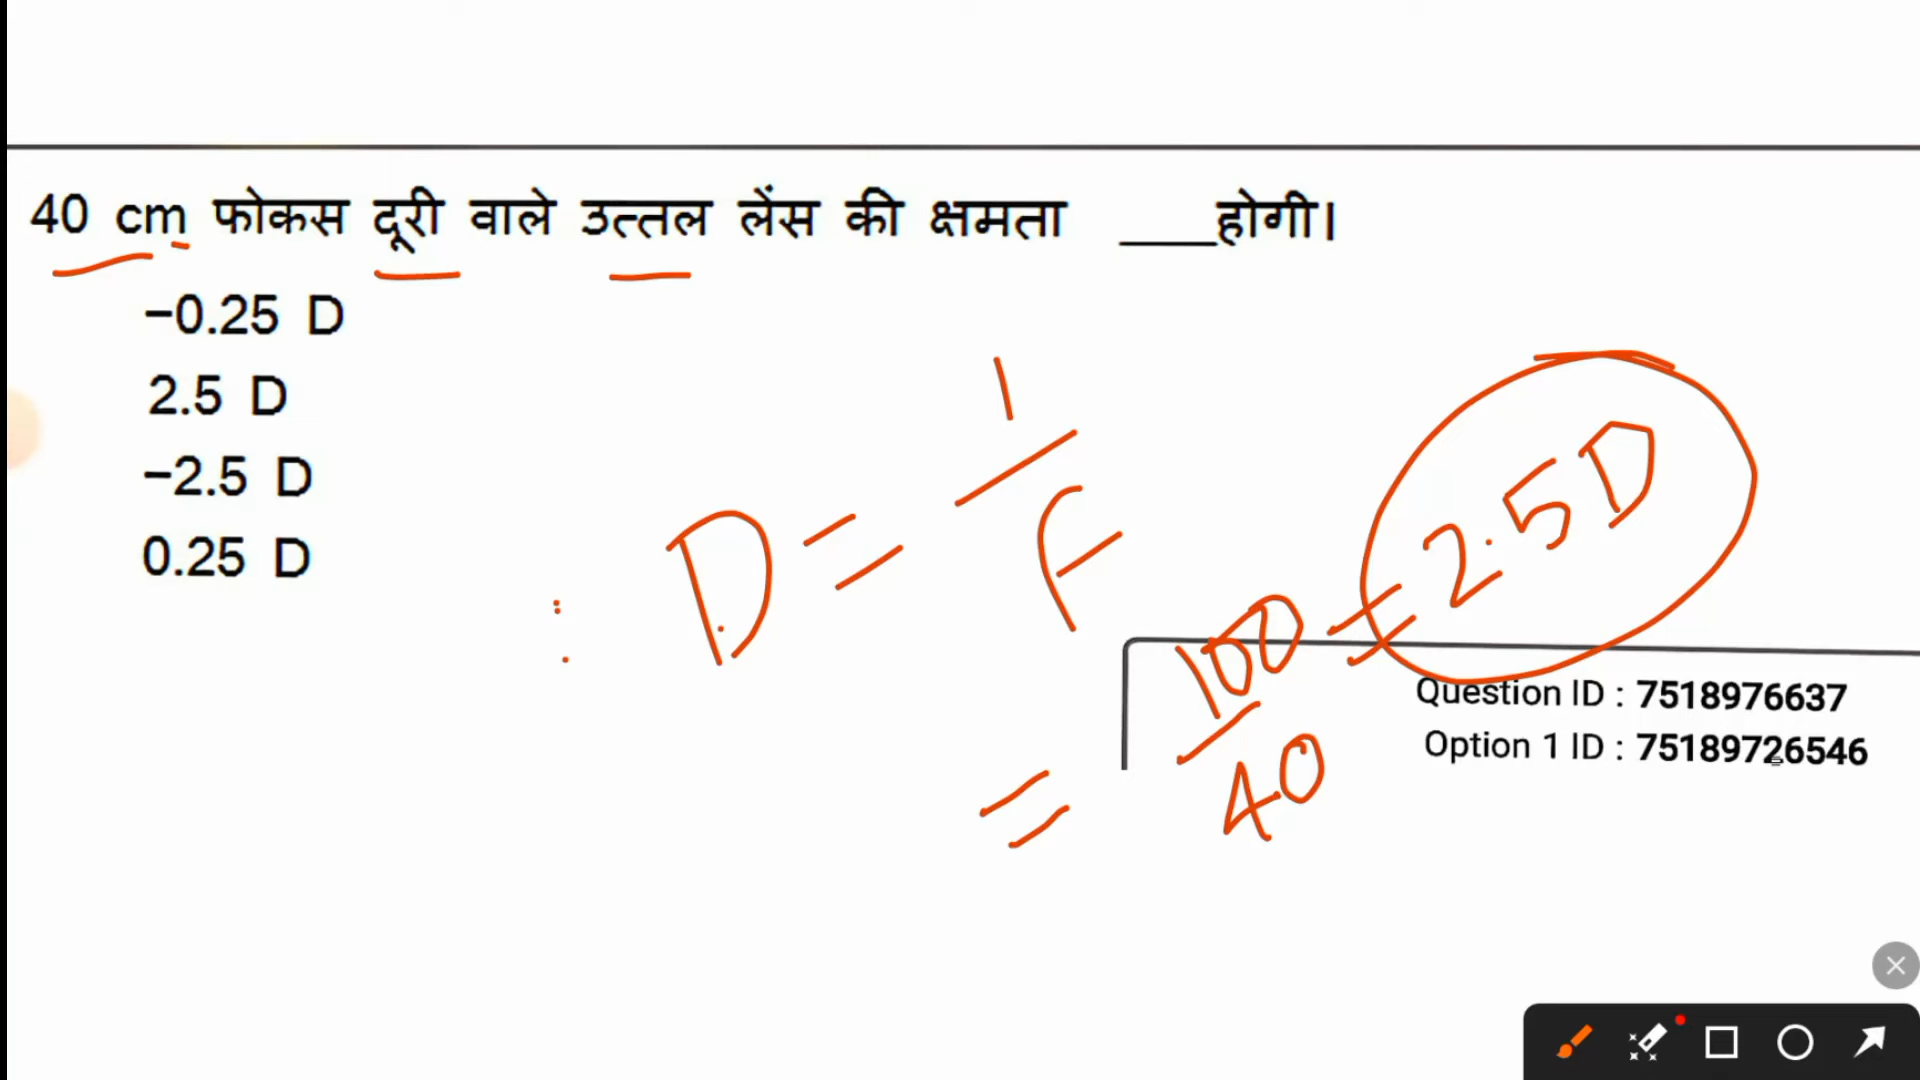 40 cm फोकस दूरी वाले उत्तल लेंस की क्षमता ____होगी।
−0.25 D
2.5 D
−2.5 D
0.25 D
D = 1/F
= 100/40 = 2.5D
Question ID : 7518976637
Option 1 ID : 75189726546